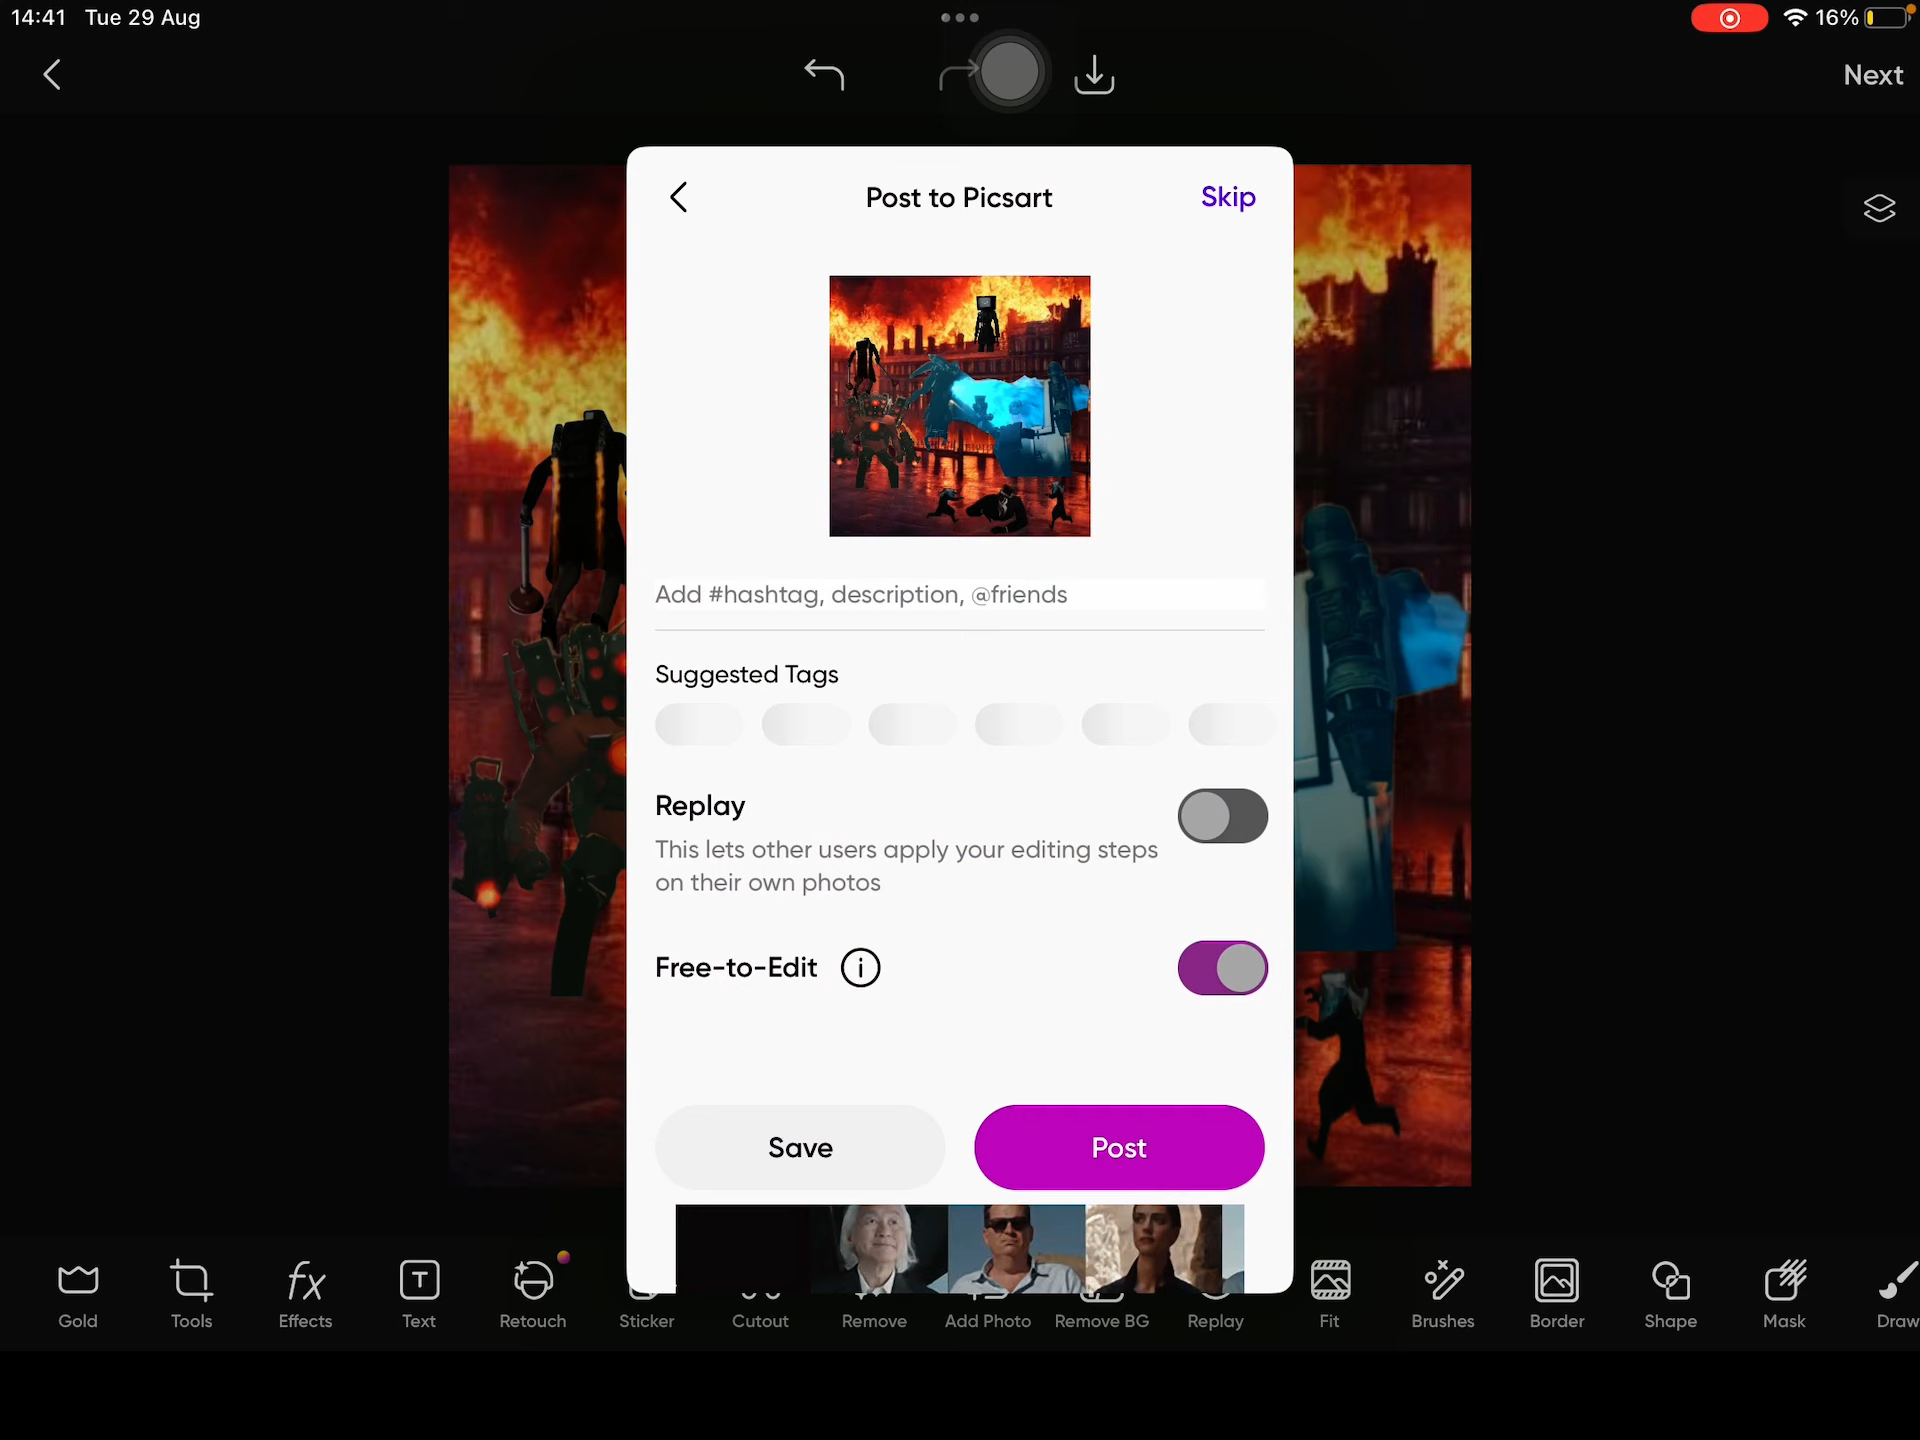 14:41 Tue 29 Aug
16%
Next
Post to Picsart
Skip
Add #hashtag, description, @friends
Suggested Tags
Replay
This lets other users apply your editing steps
on their own photos
Free-to-Edit
Save
Post
Gold
Tools
Effects
Text
Retouch
Sticker
Cutout
Remove
Add Photo
Remove BG
Replay
Fit
Brushes
Border
Shape
Mask
Draw